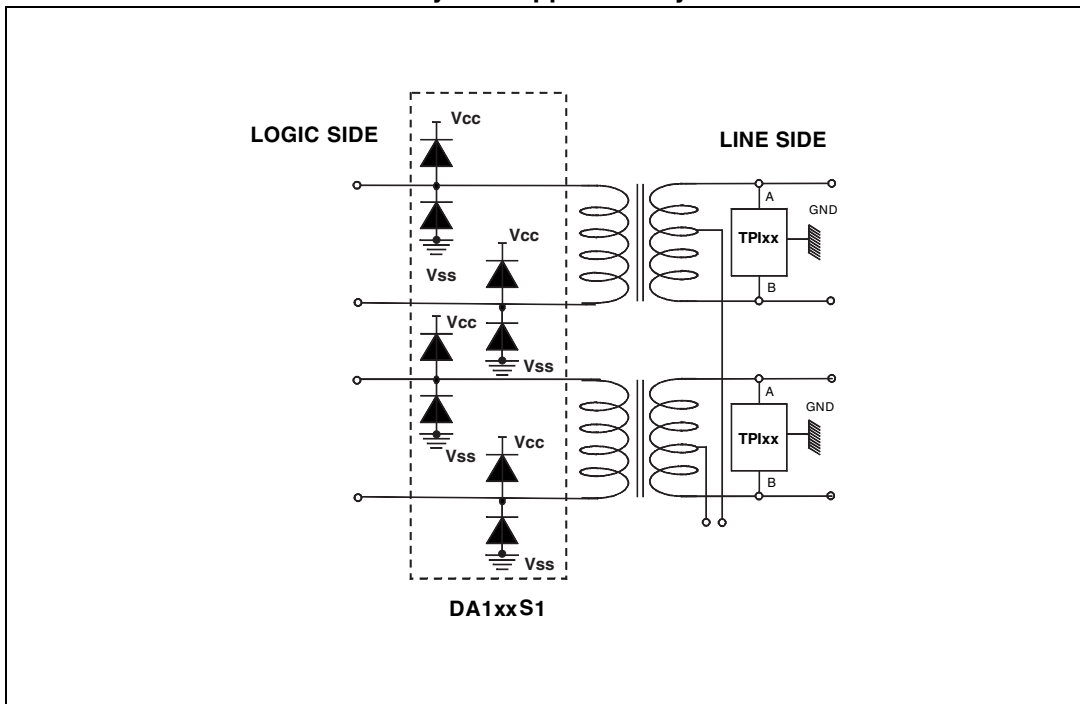 Vcc
LOGIC SIDE
LINE SIDE
A
GND
TPIxx
Vcc
Vss
B
Vcc
Vss
A
GND
TPIxx
Vcc
Vss
B
Vss
DA1xxS1